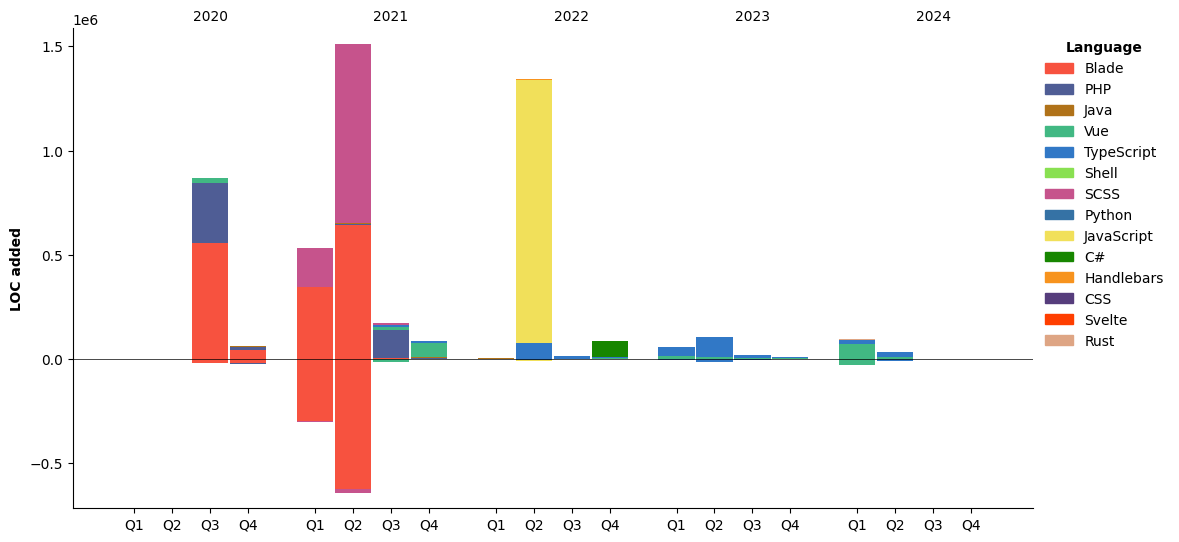 2020 2021 2022 2023 2024
1e6
1.5
1.0
0.5
0.0
−0.5
LOC added
Q1 Q2 Q3 Q4 Q1 Q2 Q3 Q4 Q1 Q2 Q3 Q4 Q1 Q2 Q3 Q4 Q1 Q2 Q3 Q4
Language
Blade
PHP
Java
Vue
TypeScript
Shell
SCSS
Python
JavaScript
C#
Handlebars
CSS
Svelte
Rust